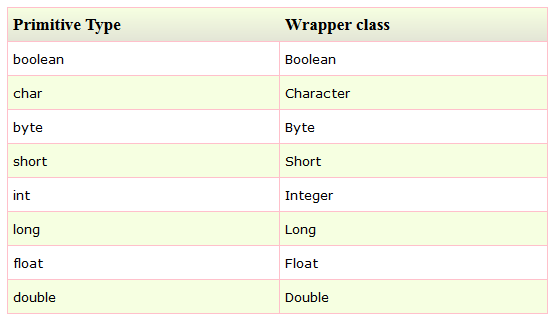 Primitive Type Wrapper class
boolean Boolean
char Character
byte Byte
short Short
int Integer
long Long
float Float
double Double